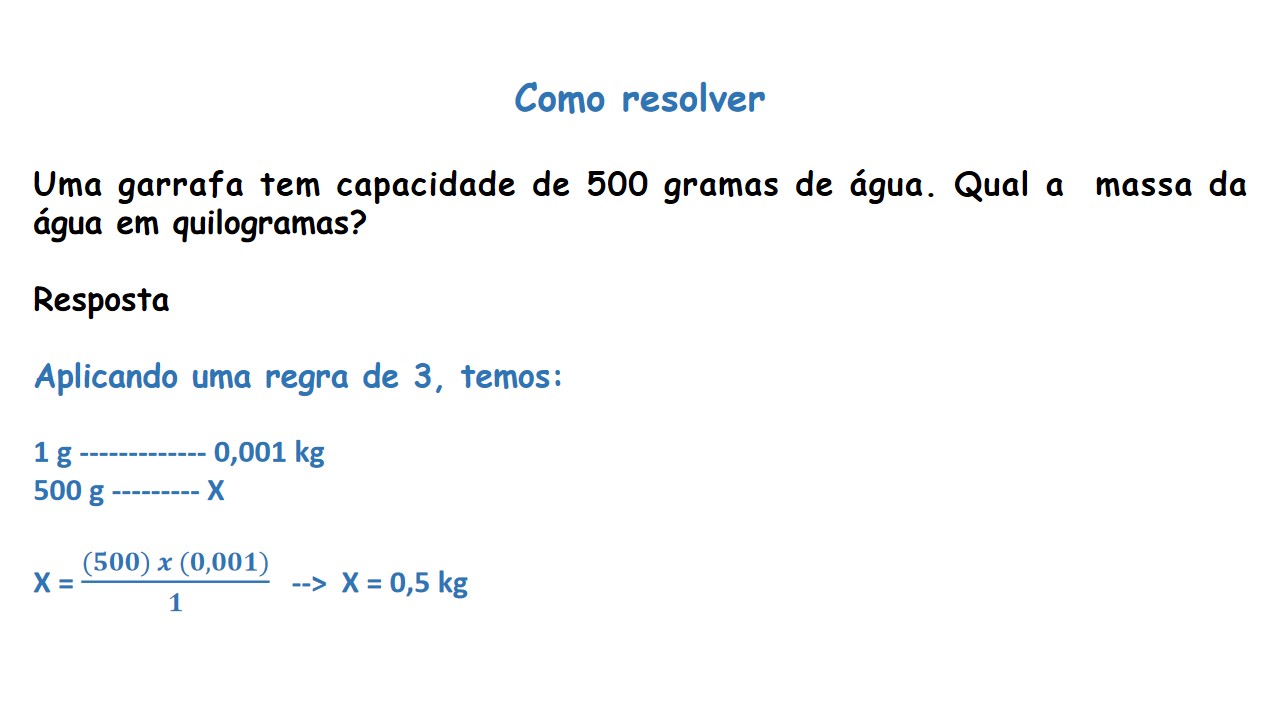 Como resolver
Uma garrafa tem capacidade de 500 gramas de água. Qual a massa da
água em quilogramas?
Resposta
Aplicando uma regra de 3, temos:
1 g ------------- 0,001 kg
500 g --------- X
X = (500) x (0,001) / 1 --> X = 0,5 kg